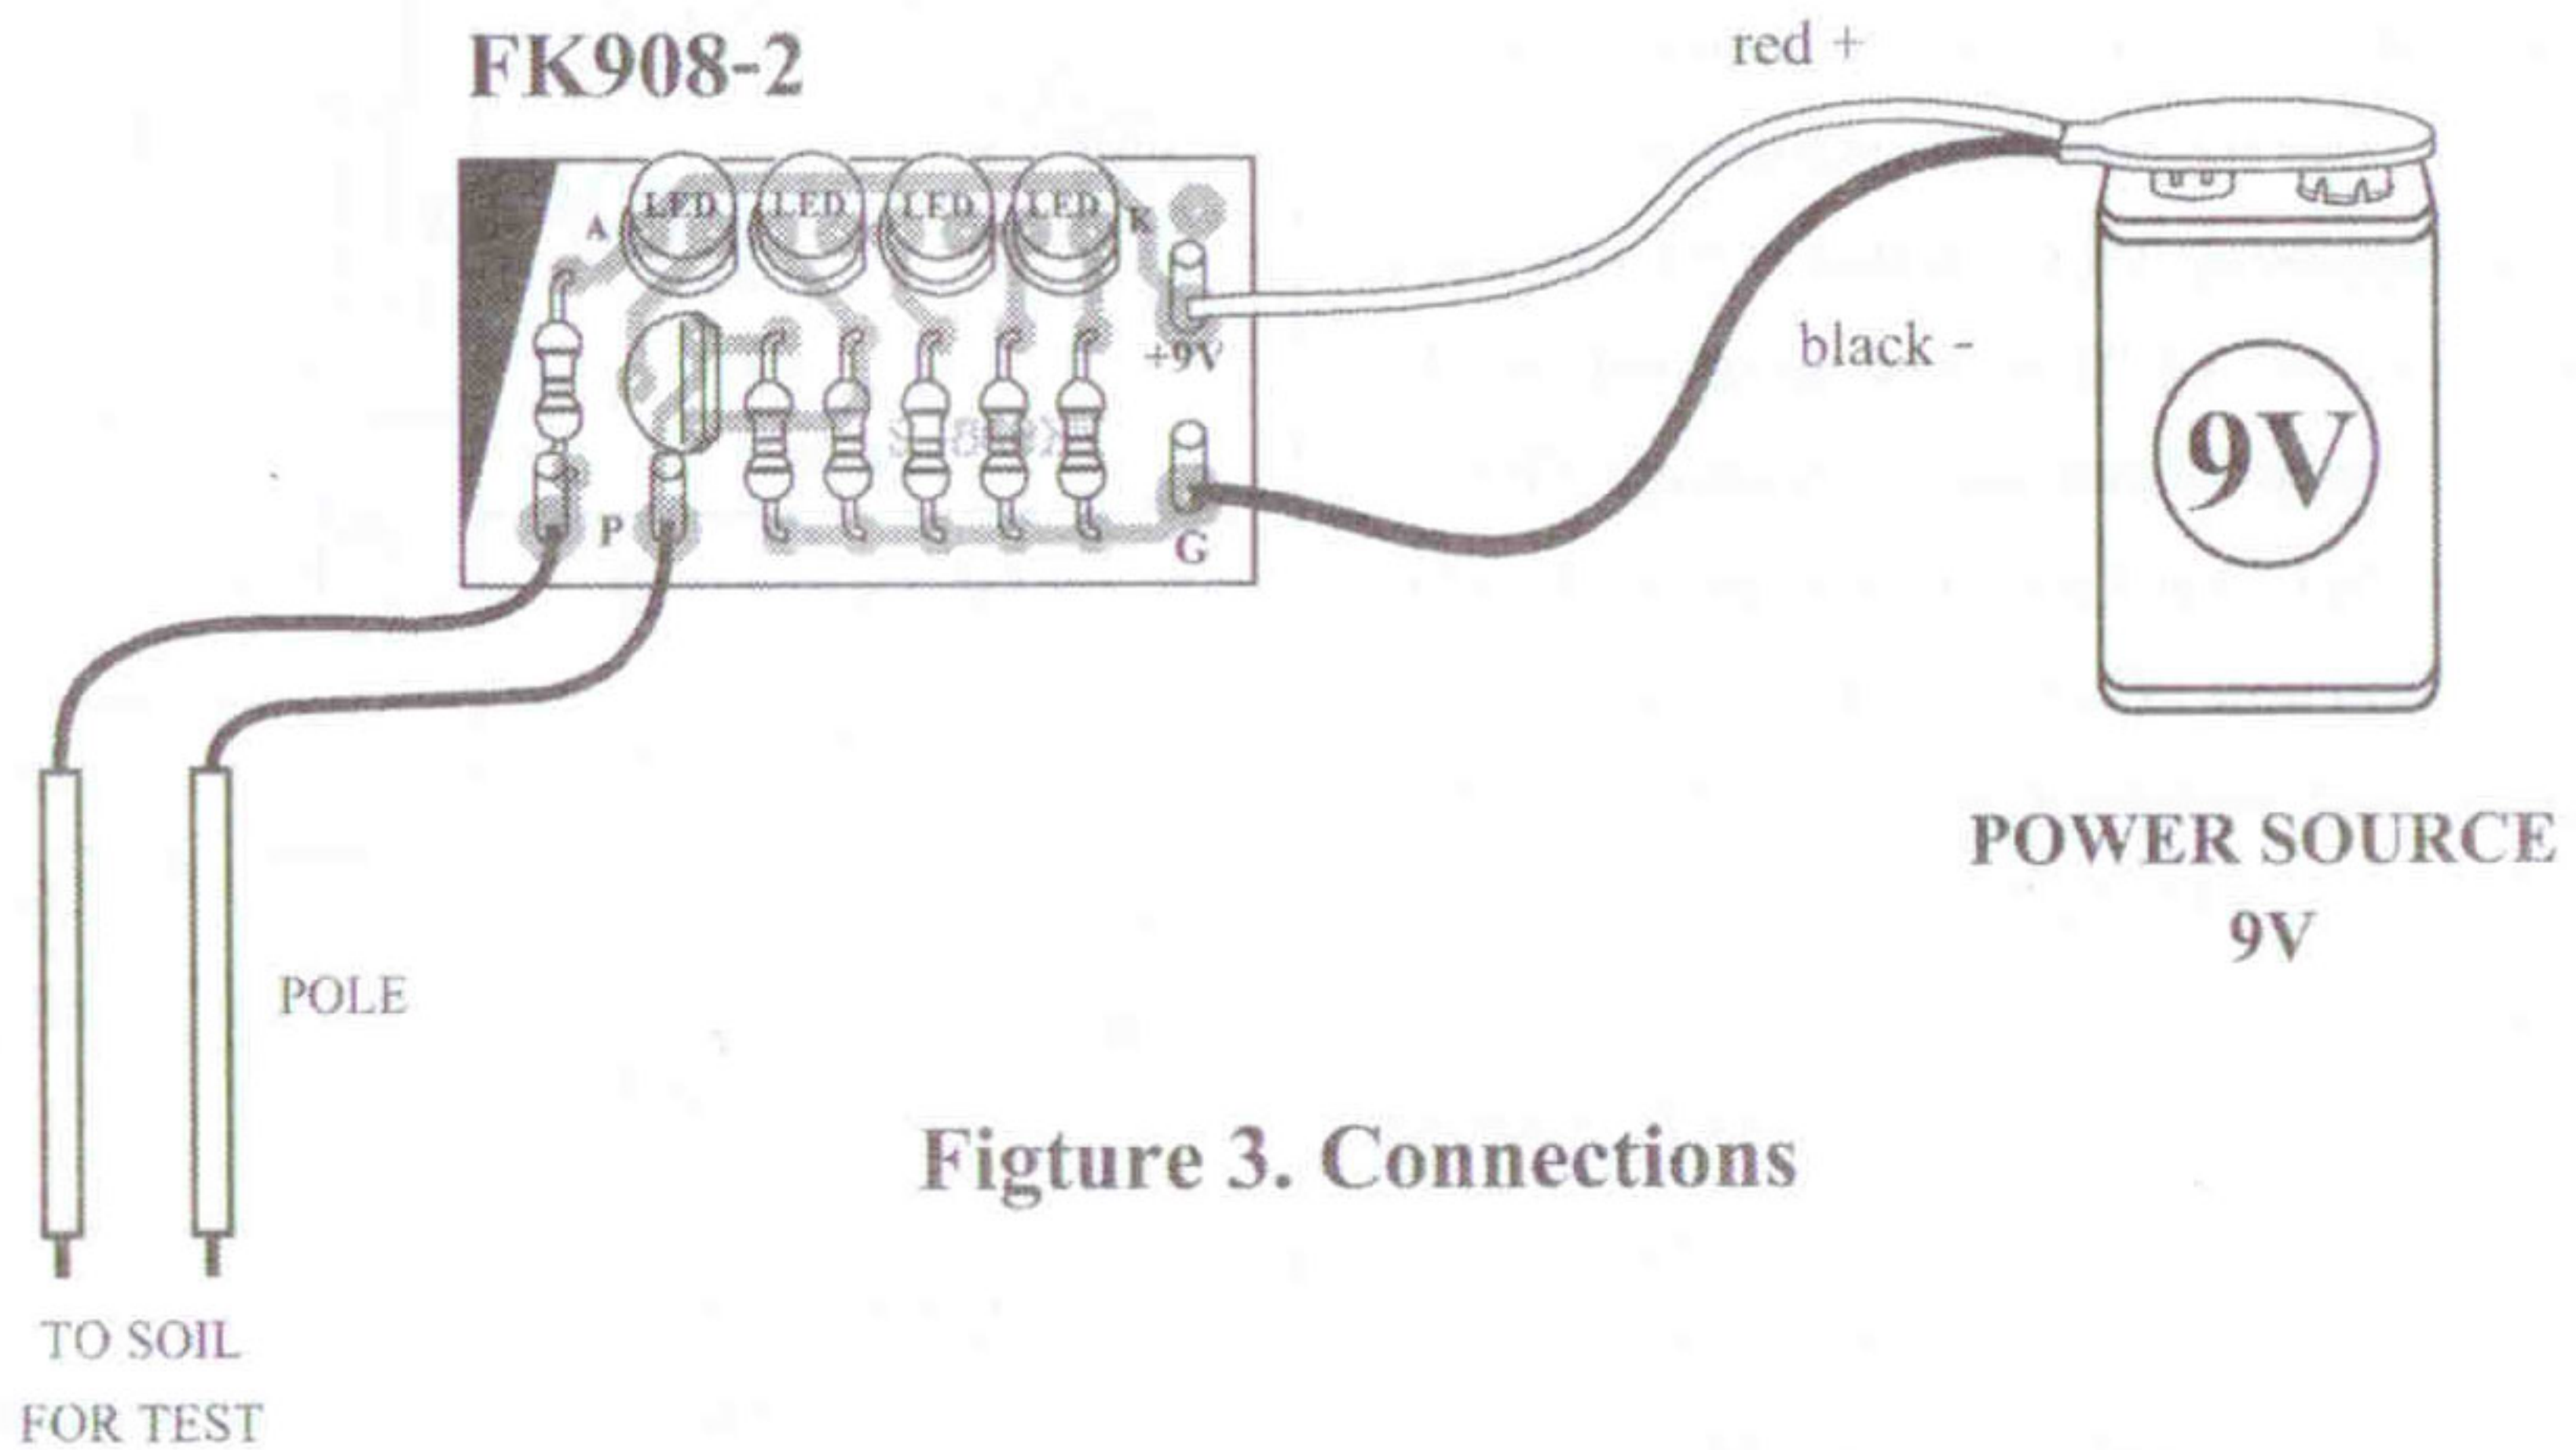 FK908-2
red +
LED LED LED LED
A
K
+9V
black -
9V
P
G
POWER SOURCE
9V
POLE
Figture 3. Connections
TO SOIL
FOR TEST